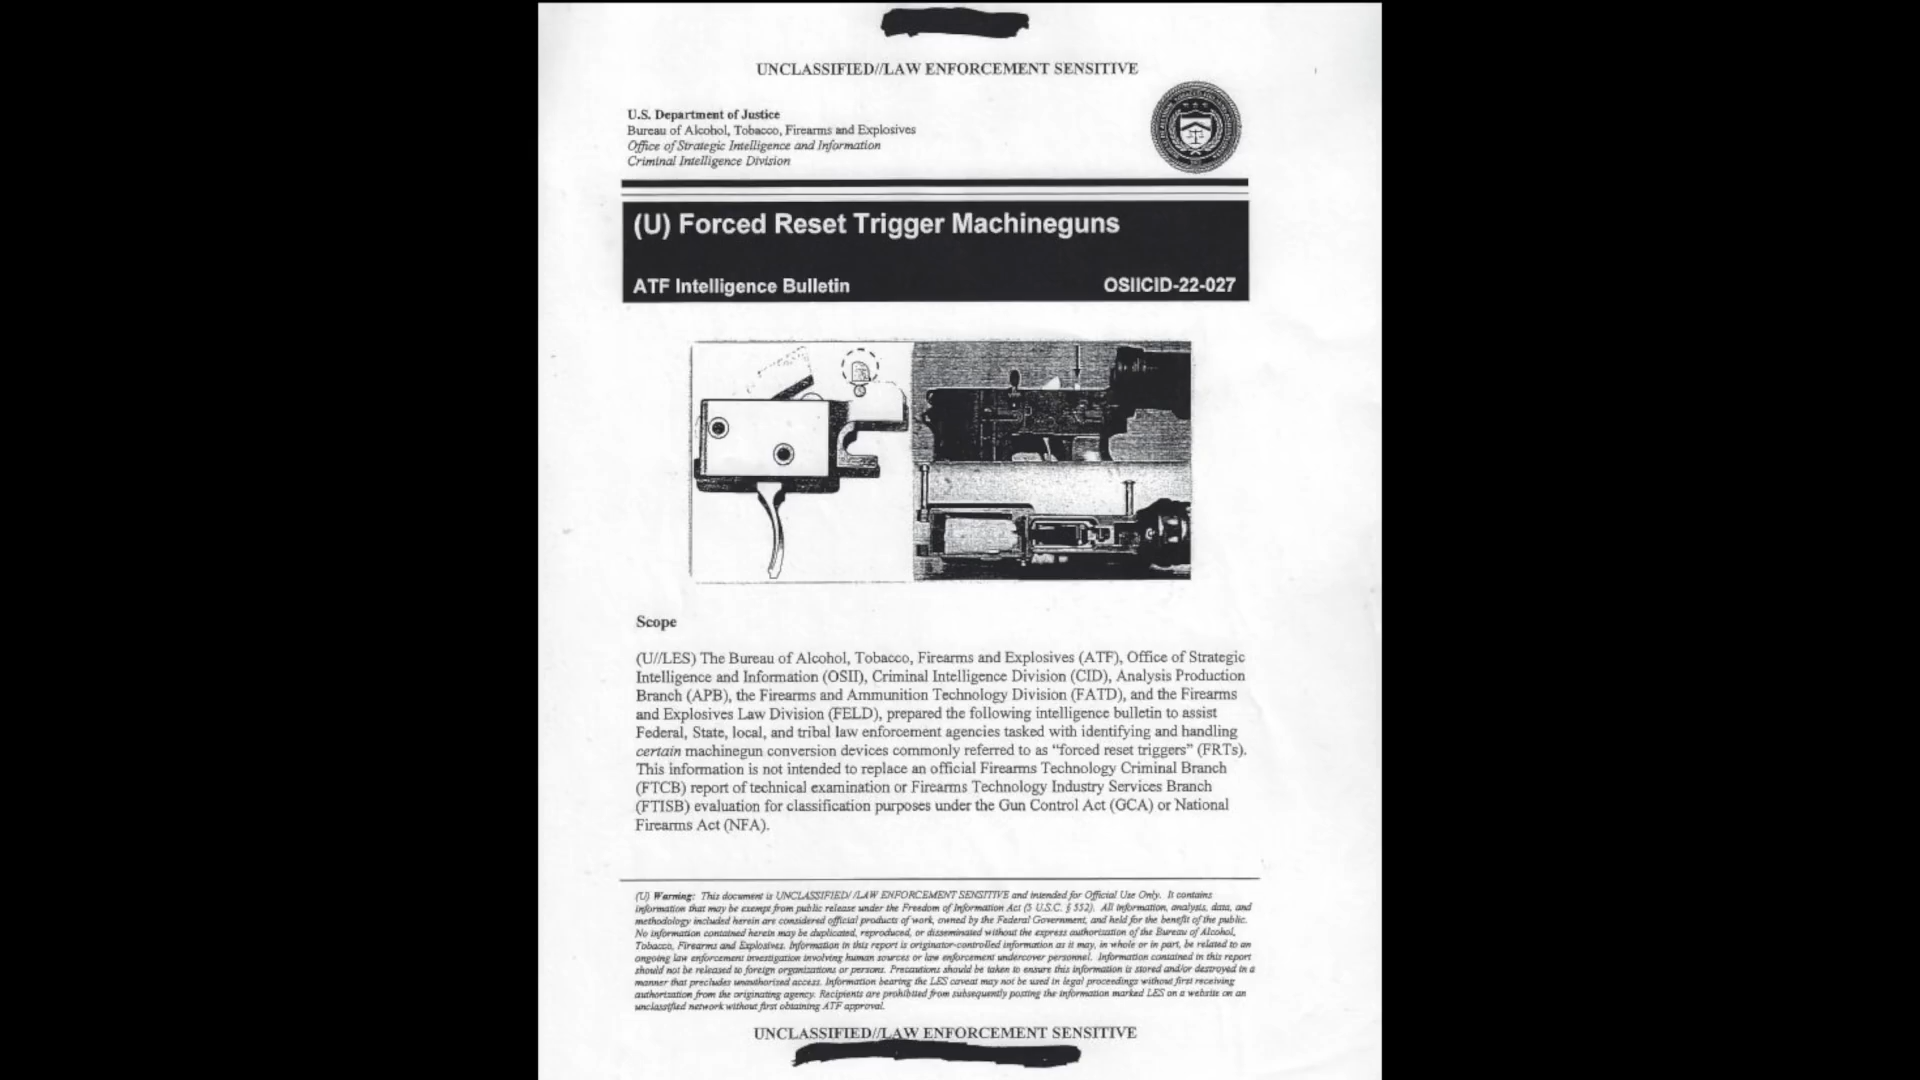 UNCLASSIFIED//LAW ENFORCEMENT SENSITIVE
U.S. Department of Justice
Bureau of Alcohol, Tobacco, Firearms and Explosives
Office of Strategic Intelligence and Information
Criminal Intelligence Division
(U) Forced Reset Trigger Machineguns
ATF Intelligence Bulletin OSIICID-22-027
Scope
(U//LES) The Bureau of Alcohol, Tobacco, Firearms and Explosives (ATF), Office of Strategic
Intelligence and Information (OSII), Criminal Intelligence Division (CID), Analysis Production
Branch (APB), the Firearms and Ammunition Technology Division (FATD), and the Firearms
and Explosives Law Division (FELD), prepared the following intelligence bulletin to assist
Federal, State, local, and tribal law enforcement agencies tasked with identifying and handling
certain machinegun conversion devices commonly referred to as “forced reset triggers” (FRTs).
This information is not intended to replace an official Firearms Technology Criminal Branch
(FTCB) report of technical examination or Firearms Technology Industry Services Branch
(FTISB) evaluation for classification purposes under the Gun Control Act (GCA) or National
Firearms Act (NFA).
(U) Warning: This document is UNCLASSIFIED//LAW ENFORCEMENT SENSITIVE and intended for Official Use Only. It contains
information that may be exempt from public release under the Freedom of Information Act (5 U.S.C. § 552). All information, analysis, data, and
methodology included herein are considered official products of work, owned by the Federal Government, and held for the benefit of the public.
No information contained herein may be duplicated, reproduced, or disseminated without the express authorization of the Bureau of Alcohol,
Tobacco, Firearms and Explosives. Information in this report is originator-controlled information as it may, in whole or in part, be related to an
ongoing law enforcement investigation involving human sources or law enforcement undercover personnel. Information contained in this report
should not be released to foreign organizations or persons. Precautions should be taken to ensure this information is stored and/or destroyed in a
manner that precludes unauthorized access. Information bearing the LES caveat may not be used in legal proceedings without first receiving
authorization from the originating agency. Recipients are prohibited from subsequently posting the information marked LES on a website on an
unclassified network without first obtaining ATF approval.
UNCLASSIFIED//LAW ENFORCEMENT SENSITIVE